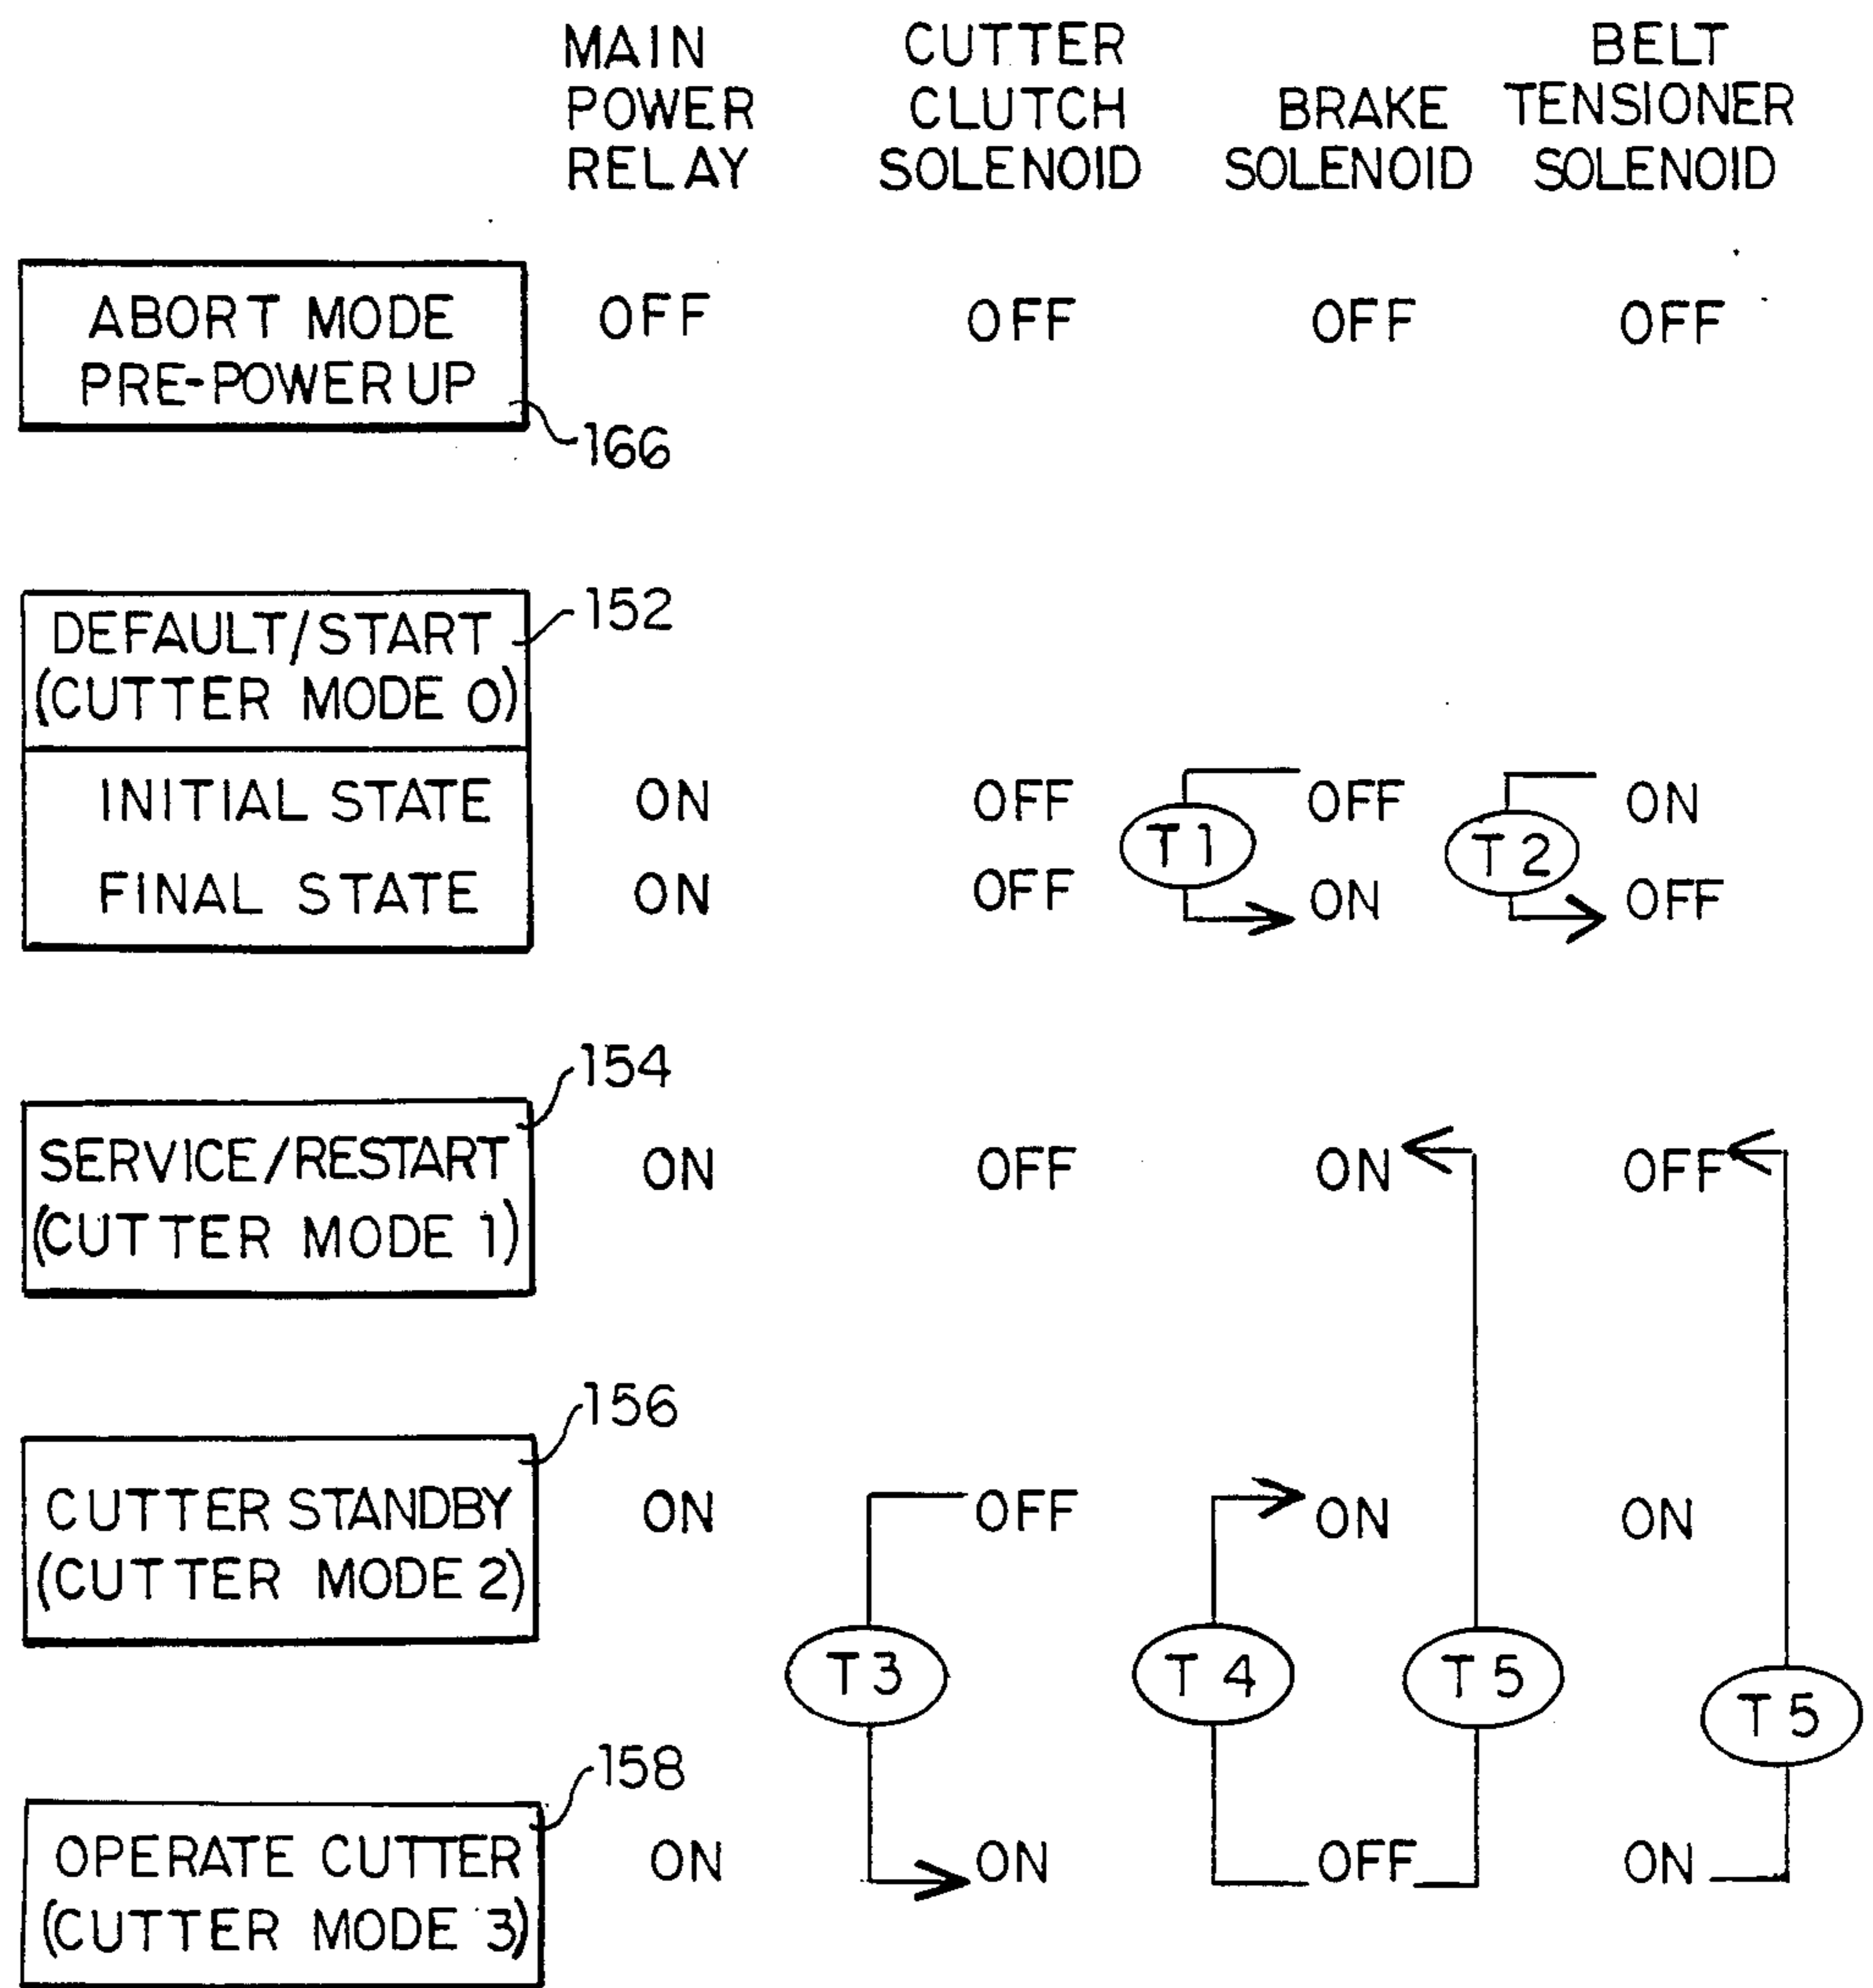 MAIN POWER RELAY
CUTTER CLUTCH SOLENOID
BRAKE SOLENOID
BELT TENSIONER SOLENOID
ABORT MODE OFF OFF OFF OFF
PRE-POWER UP
166
DEFAULT/START 152
(CUTTER MODE 0)
INITIAL STATE ON OFF OFF ON
T1 T2
FINAL STATE ON OFF ON OFF
154
SERVICE/RESTART ON OFF ON OFF
(CUTTER MODE 1)
156
CUTTER STANDBY ON OFF ON ON
(CUTTER MODE 2)
T3 T4 T5 T5
158
OPERATE CUTTER ON ON OFF ON
(CUTTER MODE 3)